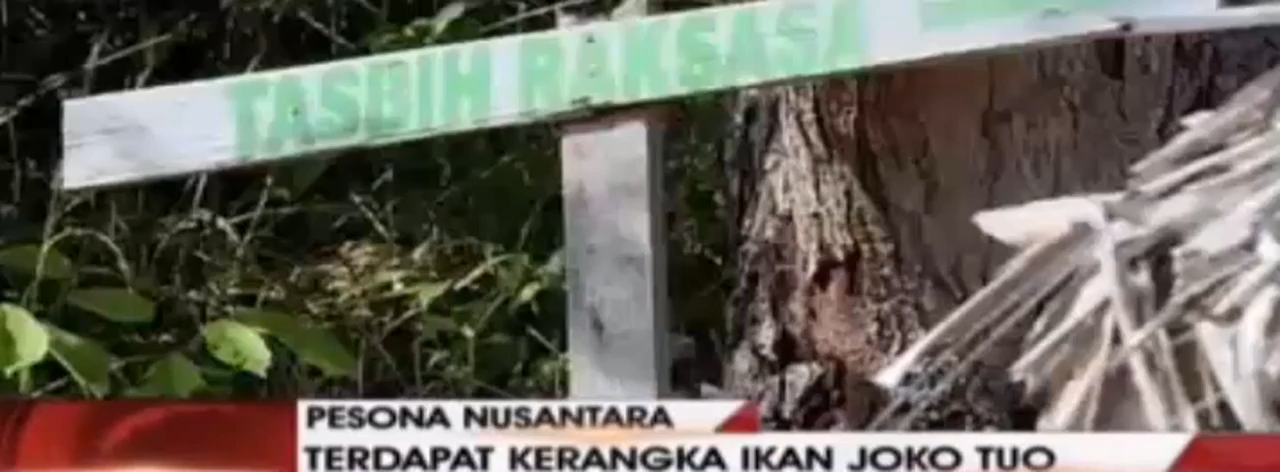 TASBIH RAKSASA
PESONA NUSANTARA
TERDAPAT KERANGKA IKAN JOKO TUO